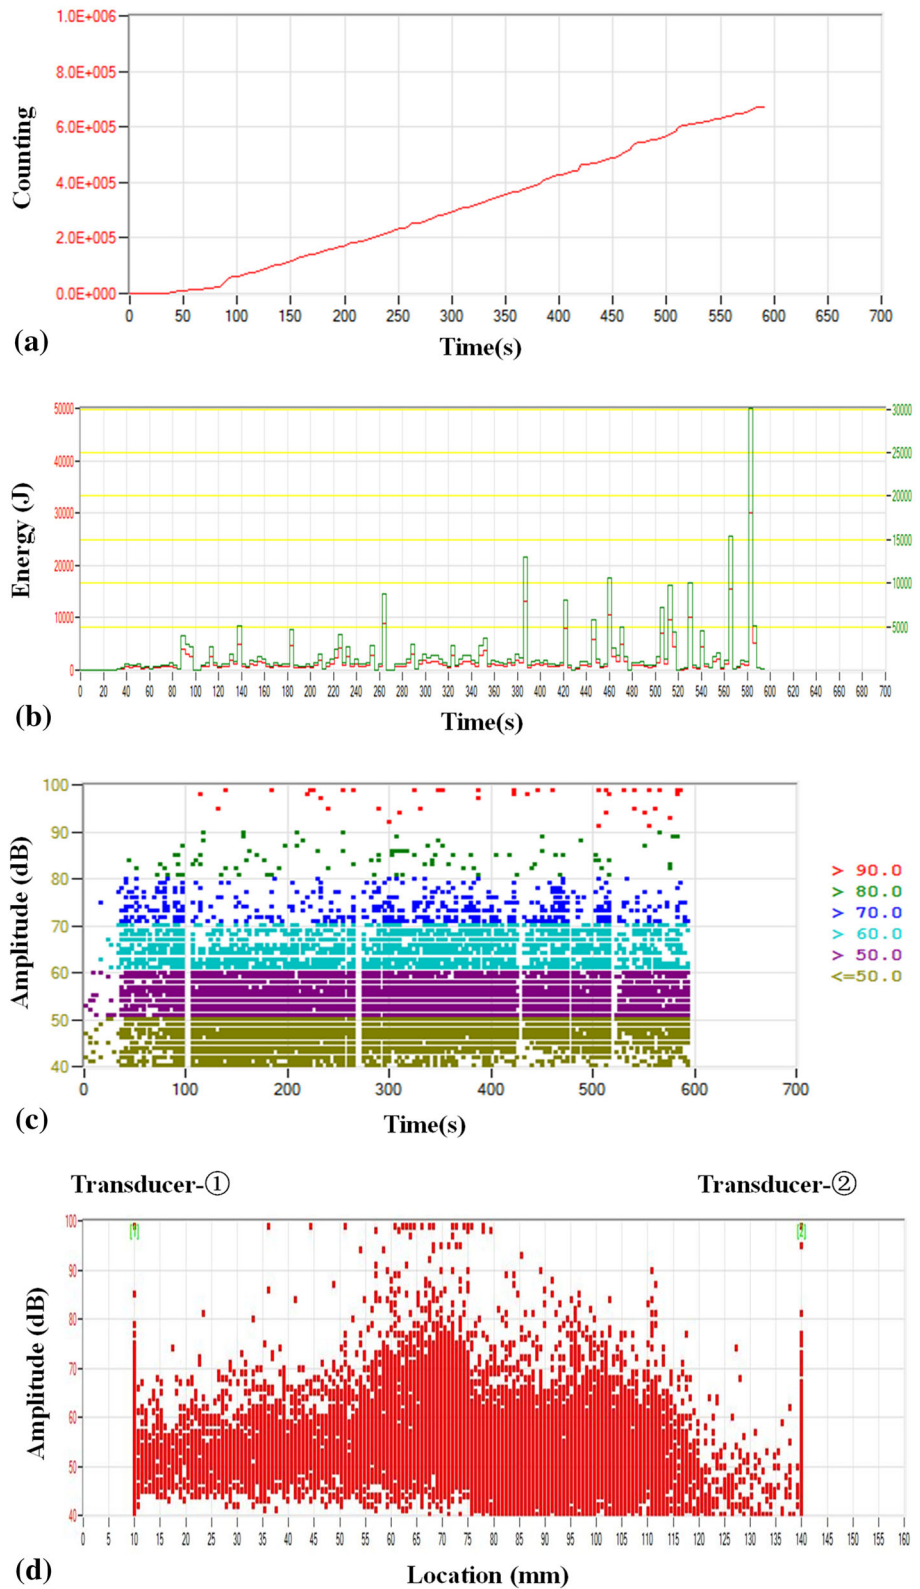 1.0E+006
8.0E+005
6.0E+005
4.0E+005
2.0E+005
0.0E+000
Counting
0 50 100 150 200 250 300 350 400 450 500 550 600 650 700
Time(s)
(a)
50000
40000
30000
20000
10000
0
Energy (J)
30000
25000
20000
15000
10000
5000
0 20 40 60 80 100 120 140 160 180 200 220 240 260 280 300 320 340 360 380 400 420 440 460 480 500 520 540 560 580 600 620 640 660 680 700
Time(s)
(b)
100
90
80
70
60
50
40
Amplitude (dB)
> 90.0
> 80.0
> 70.0
> 60.0
> 50.0
<=50.0
0 100 200 300 400 500 600 700
Time(s)
(c)
Transducer-① Transducer-②
[1] [2]
100
90
80
70
60
50
40
Amplitude (dB)
0 5 10 15 20 25 30 35 40 45 50 55 60 65 70 75 80 85 90 95 100 105 110 115 120 125 130 135 140 145 150 155 160
Location (mm)
(d)